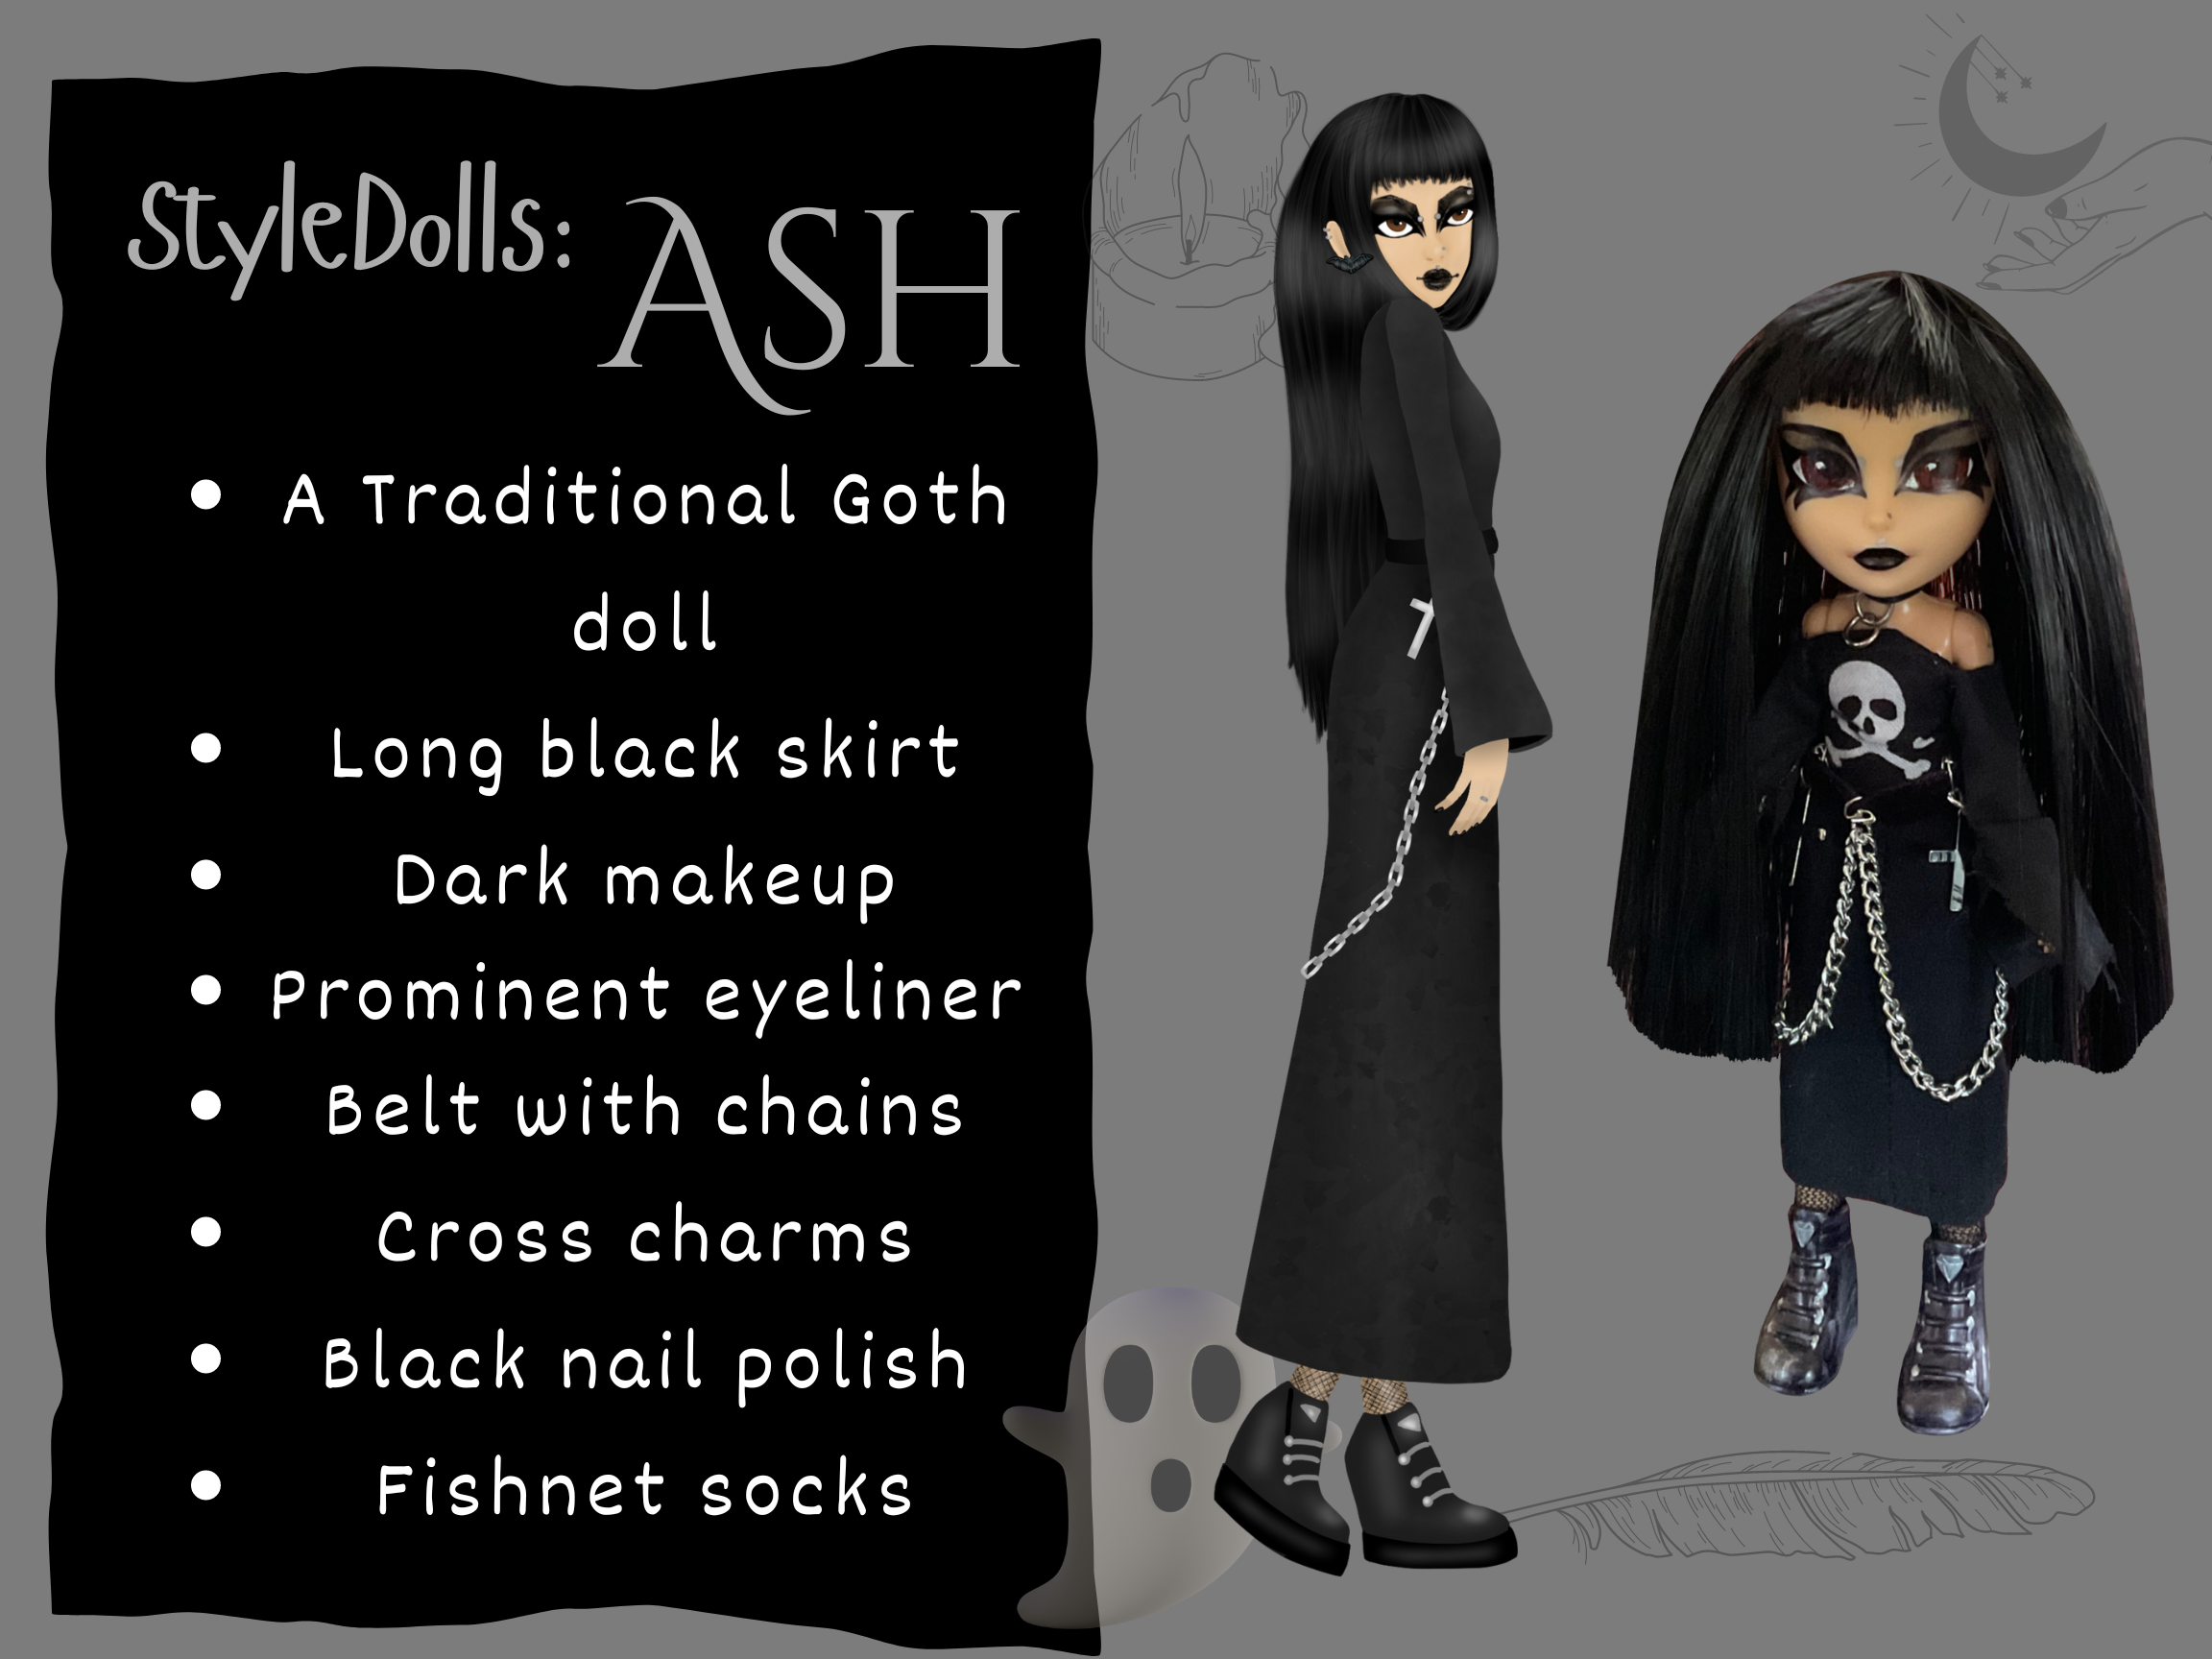 StyleDolls: ASH
• A Traditional Goth
doll
• Long black skirt
• Dark makeup
• Prominent eyeliner
• Belt with chains
• Cross charms
• Black nail polish
• Fishnet socks